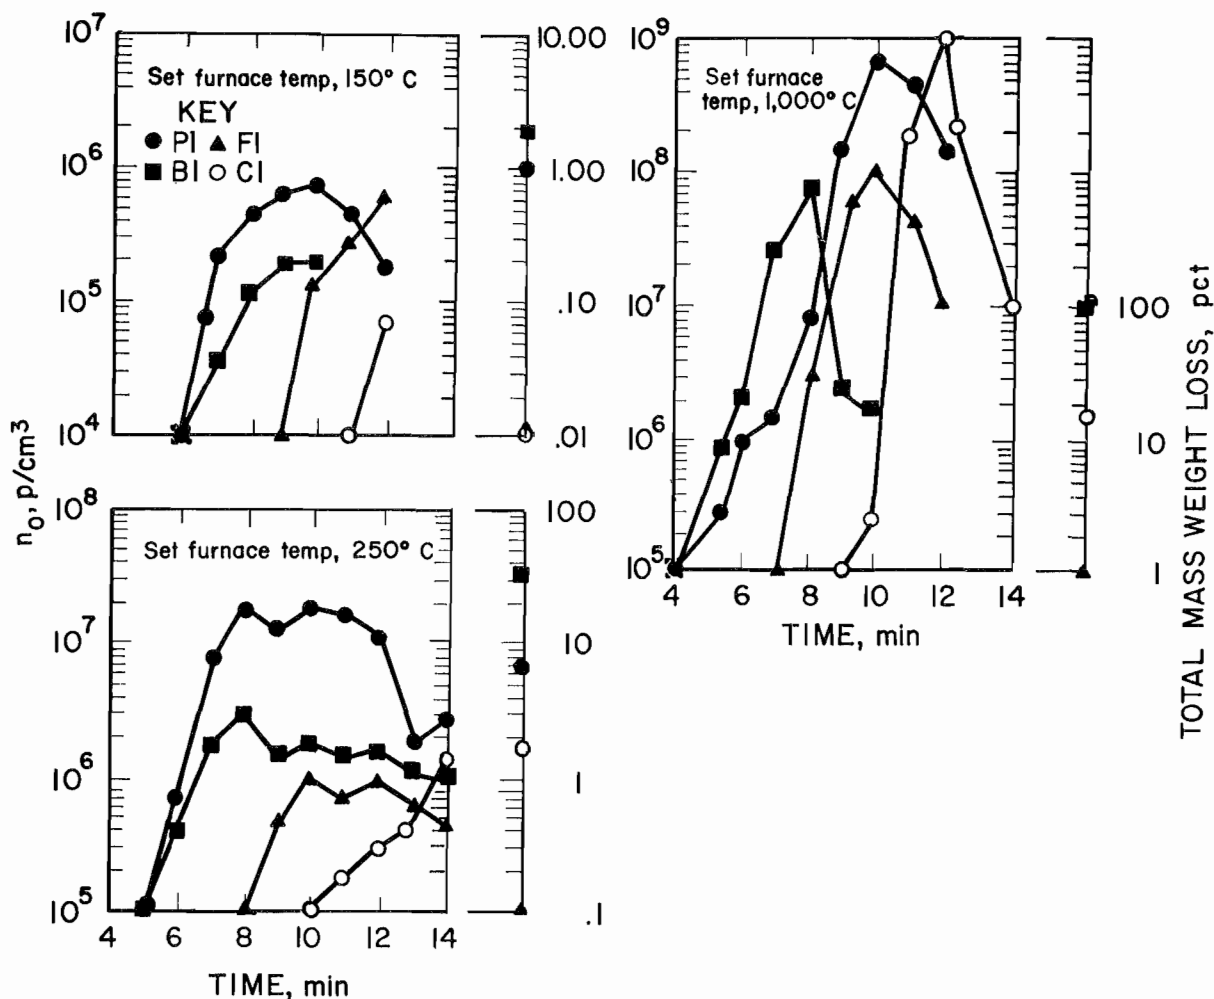 Set furnace temp, 150° C
KEY
PI FI
BI CI
10⁷
10⁶
10⁵
10⁴
10.00
1.00
.10
.01
Set furnace temp, 250° C
10⁸
10⁷
10⁶
10⁵
100
10
1
.1
4 6 8 10 12 14
TIME, min
n₀, p/cm³
Set furnace
temp, 1,000° C
10⁹
10⁸
10⁷
10⁶
10⁵
100
10
1
4 6 8 10 12 14
TIME, min
TOTAL MASS WEIGHT LOSS, pct